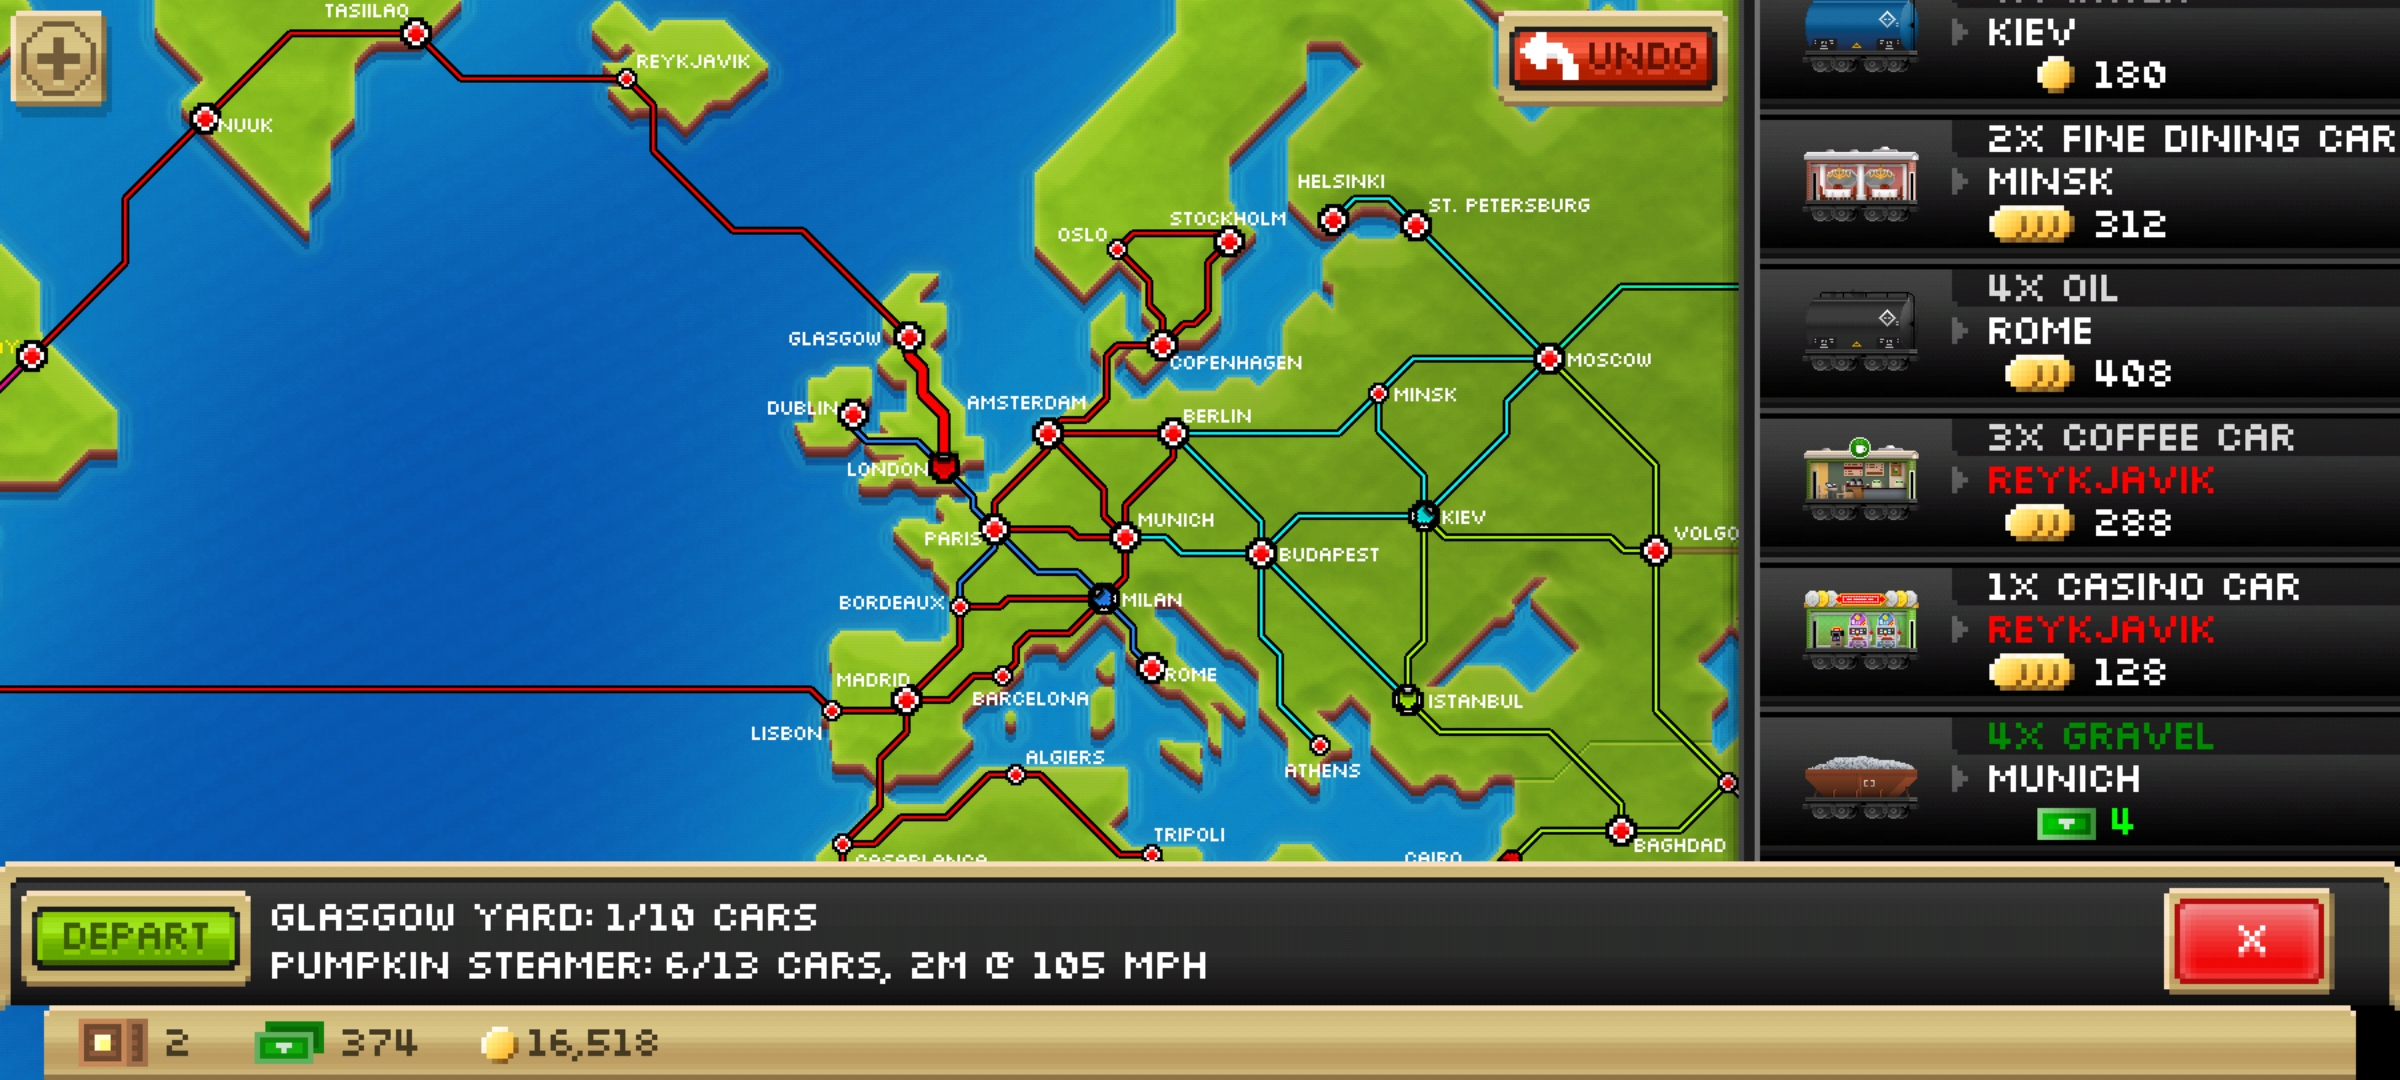 TASIILAQ
REYKJAVIK
NUUK
UNDO
HELSINKI
ST. PETERSBURG
STOCKHOLM
OSLO
GLASGOW
COPENHAGEN
MOSCOW
MINSK
DUBLIN
AMSTERDAM
BERLIN
LONDON
MUNICH
KIEV
PARIS
VOLGO
BUDAPEST
BORDEAUX
MILAN
ROME
MADRID
BARCELONA
ISTANBUL
LISBON
ALGIERS
ATHENS
TRIPOLI
BAGHDAD
CASABLANCA
CAIRO
KIEV
180
2X FINE DINING CAR
MINSK
312
4X OIL
ROME
408
3X COFFEE CAR
REYKJAVIK
288
1X CASINO CAR
REYKJAVIK
128
4X GRAVEL
MUNICH
4
DEPART
GLASGOW YARD: 1/10 CARS
PUMPKIN STEAMER: 6/13 CARS, 2M @ 105 MPH
X
2
374
16,518